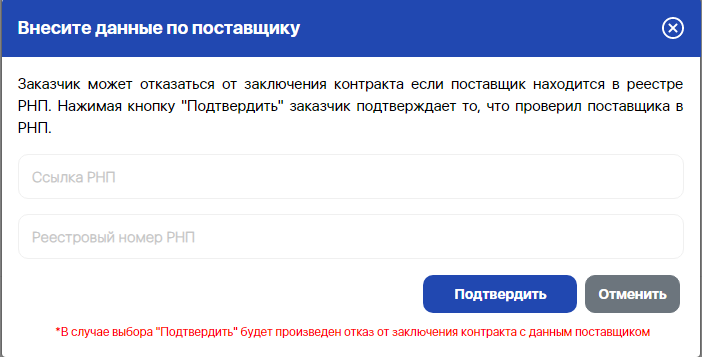 Внесите данные по поставщику
Заказчик может отказаться от заключения контракта если поставщик находится в реестре
РНП. Нажимая кнопку "Подтвердить" заказчик подтверждает то, что проверил поставщика в
РНП.
Ссылка РНП
Реестровый номер РНП
Подтвердить Отменить
*В случае выбора "Подтвердить" будет произведен отказ от заключения контракта с данным поставщиком